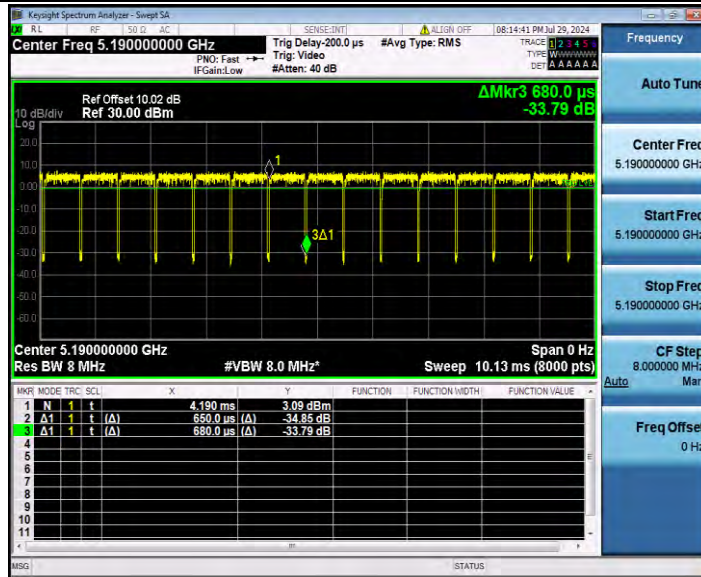 Keysight Spectrum Analyzer - Swept SA
RL RF 50 Ω AC SENSE:INT ALIGN OFF 08:14:41 PM Jul 29, 2024
Center Freq 5.190000000 GHz
PNO: Fast
IFGain:Low
Trig Delay-200.0 µs
Trig: Video
#Atten: 40 dB
#Avg Type: RMS
TRACE 1 2 3 4 5 6
TYPE WWWWWW
DET A A A A A A
Ref Offset 10.02 dB
10 dB/div Ref 30.00 dBm
Log
ΔMkr3 680.0 µs
-33.79 dB
20.0
10.0
0.00
-10.0
-20.0
-30.0
-40.0
-50.0
-60.0
1
3Δ1
Center 5.190000000 GHz Span 0 Hz
Res BW 8 MHz #VBW 8.0 MHz* Sweep 10.13 ms (8000 pts)
MKR MODE TRC SCL X Y FUNCTION FUNCTION WIDTH FUNCTION VALUE
1 N 1 t 4.190 ms 3.09 dBm
2 Δ1 1 t (Δ) 650.0 µs (Δ) -34.85 dB
3 Δ1 1 t (Δ) 680.0 µs (Δ) -33.79 dB
4
5
6
7
8
9
10
11
MSG STATUS
Frequency
Auto Tune
Center Freq
5.190000000 GHz
Start Freq
5.190000000 GHz
Stop Freq
5.190000000 GHz
CF Step
8.000000 MHz
Auto Man
Freq Offset
0 Hz